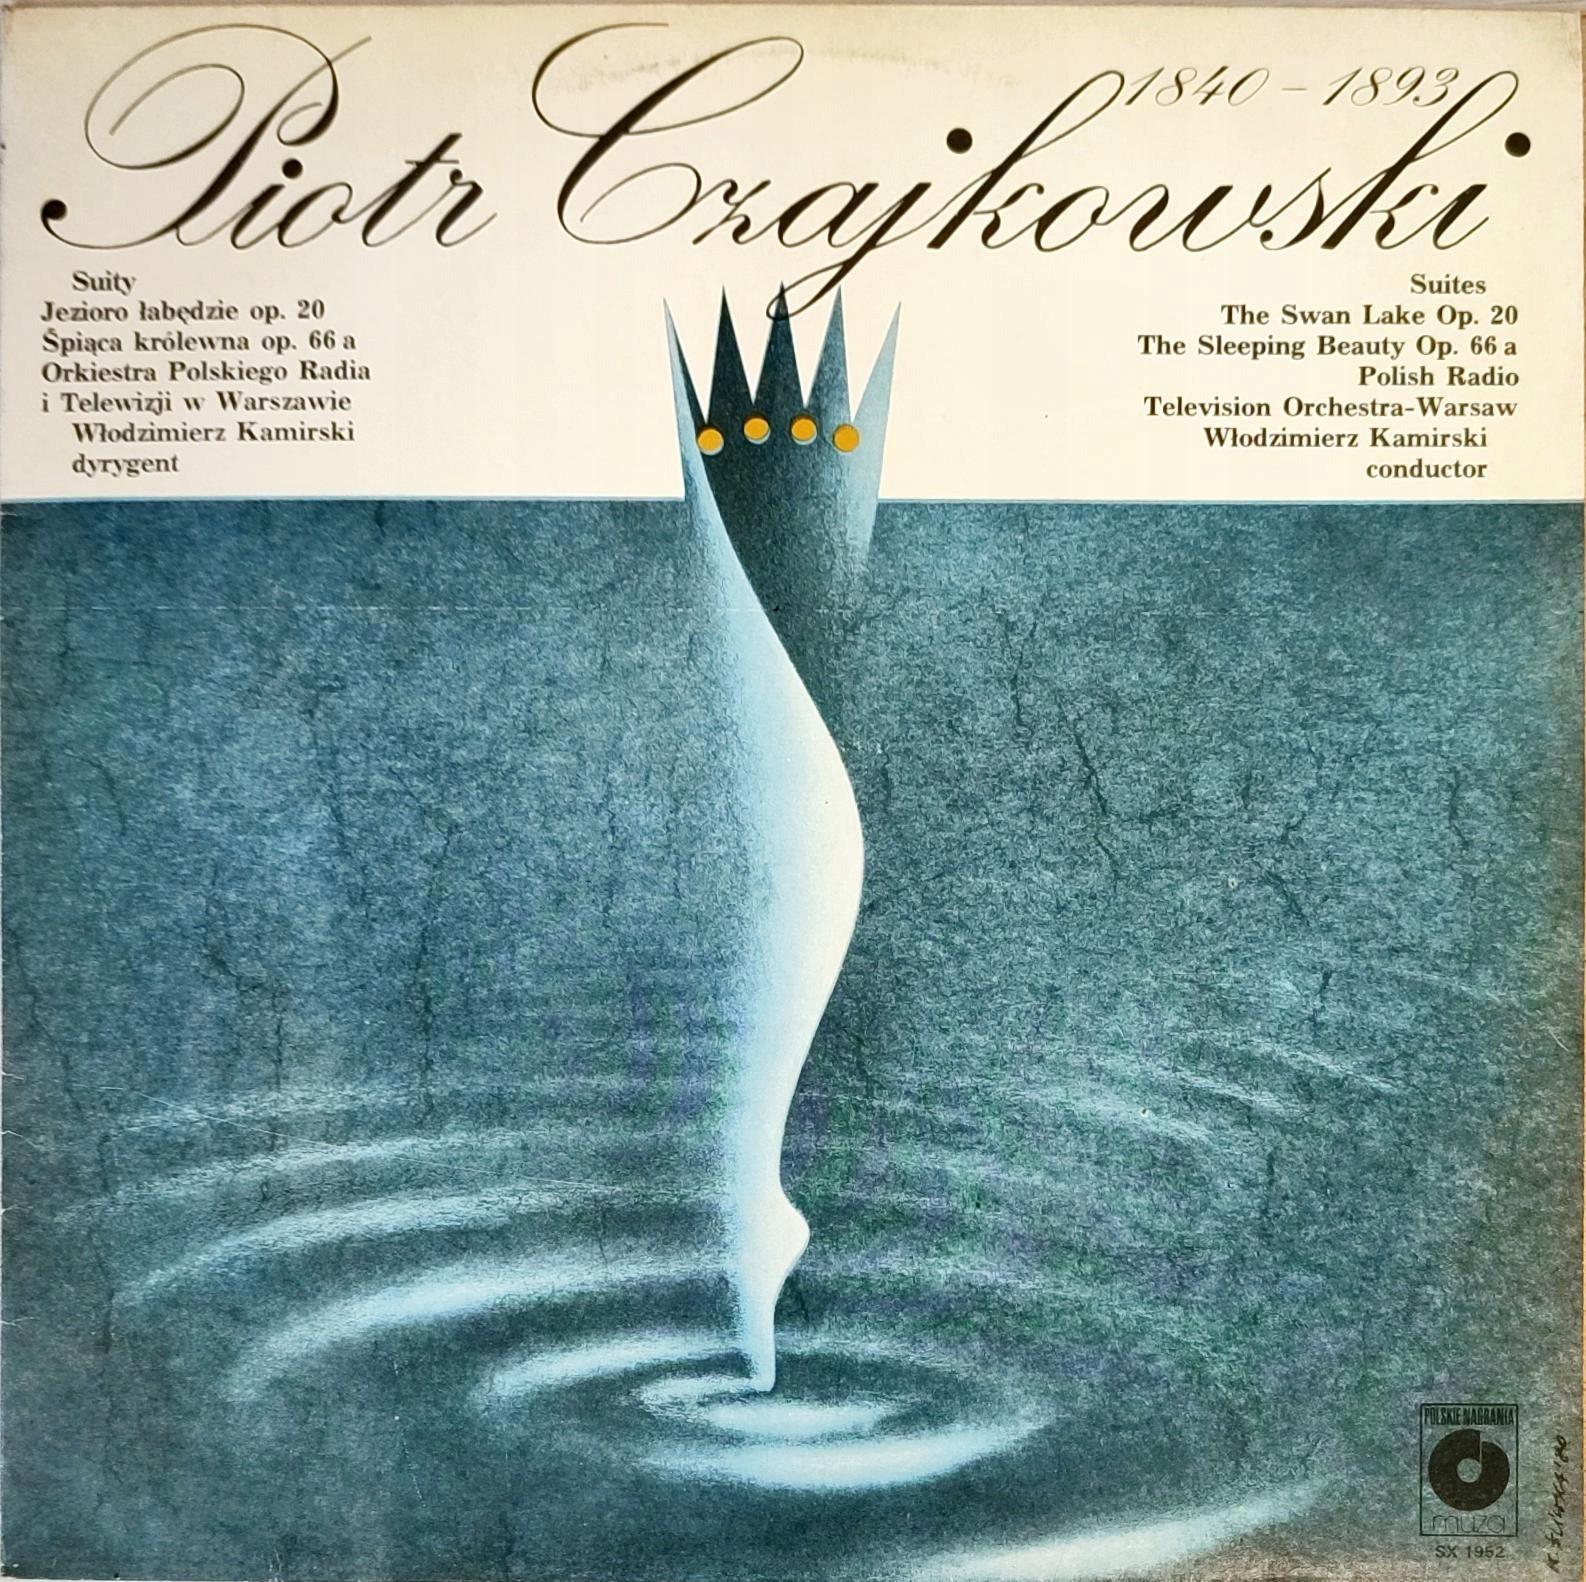 1840 – 1893
Piotr Czajkowski
Suity
Jezioro łabędzie op. 20
Śpiąca królewna op. 66 a
Orkiestra Polskiego Radia
i Telewizji w Warszawie
Włodzimierz Kamirski
dyrygent
Suites
The Swan Lake Op. 20
The Sleeping Beauty Op. 66 a
Polish Radio
Television Orchestra-Warsaw
Włodzimierz Kamirski
conductor
POLSKIE NAGRANIA
muza
SX 1952